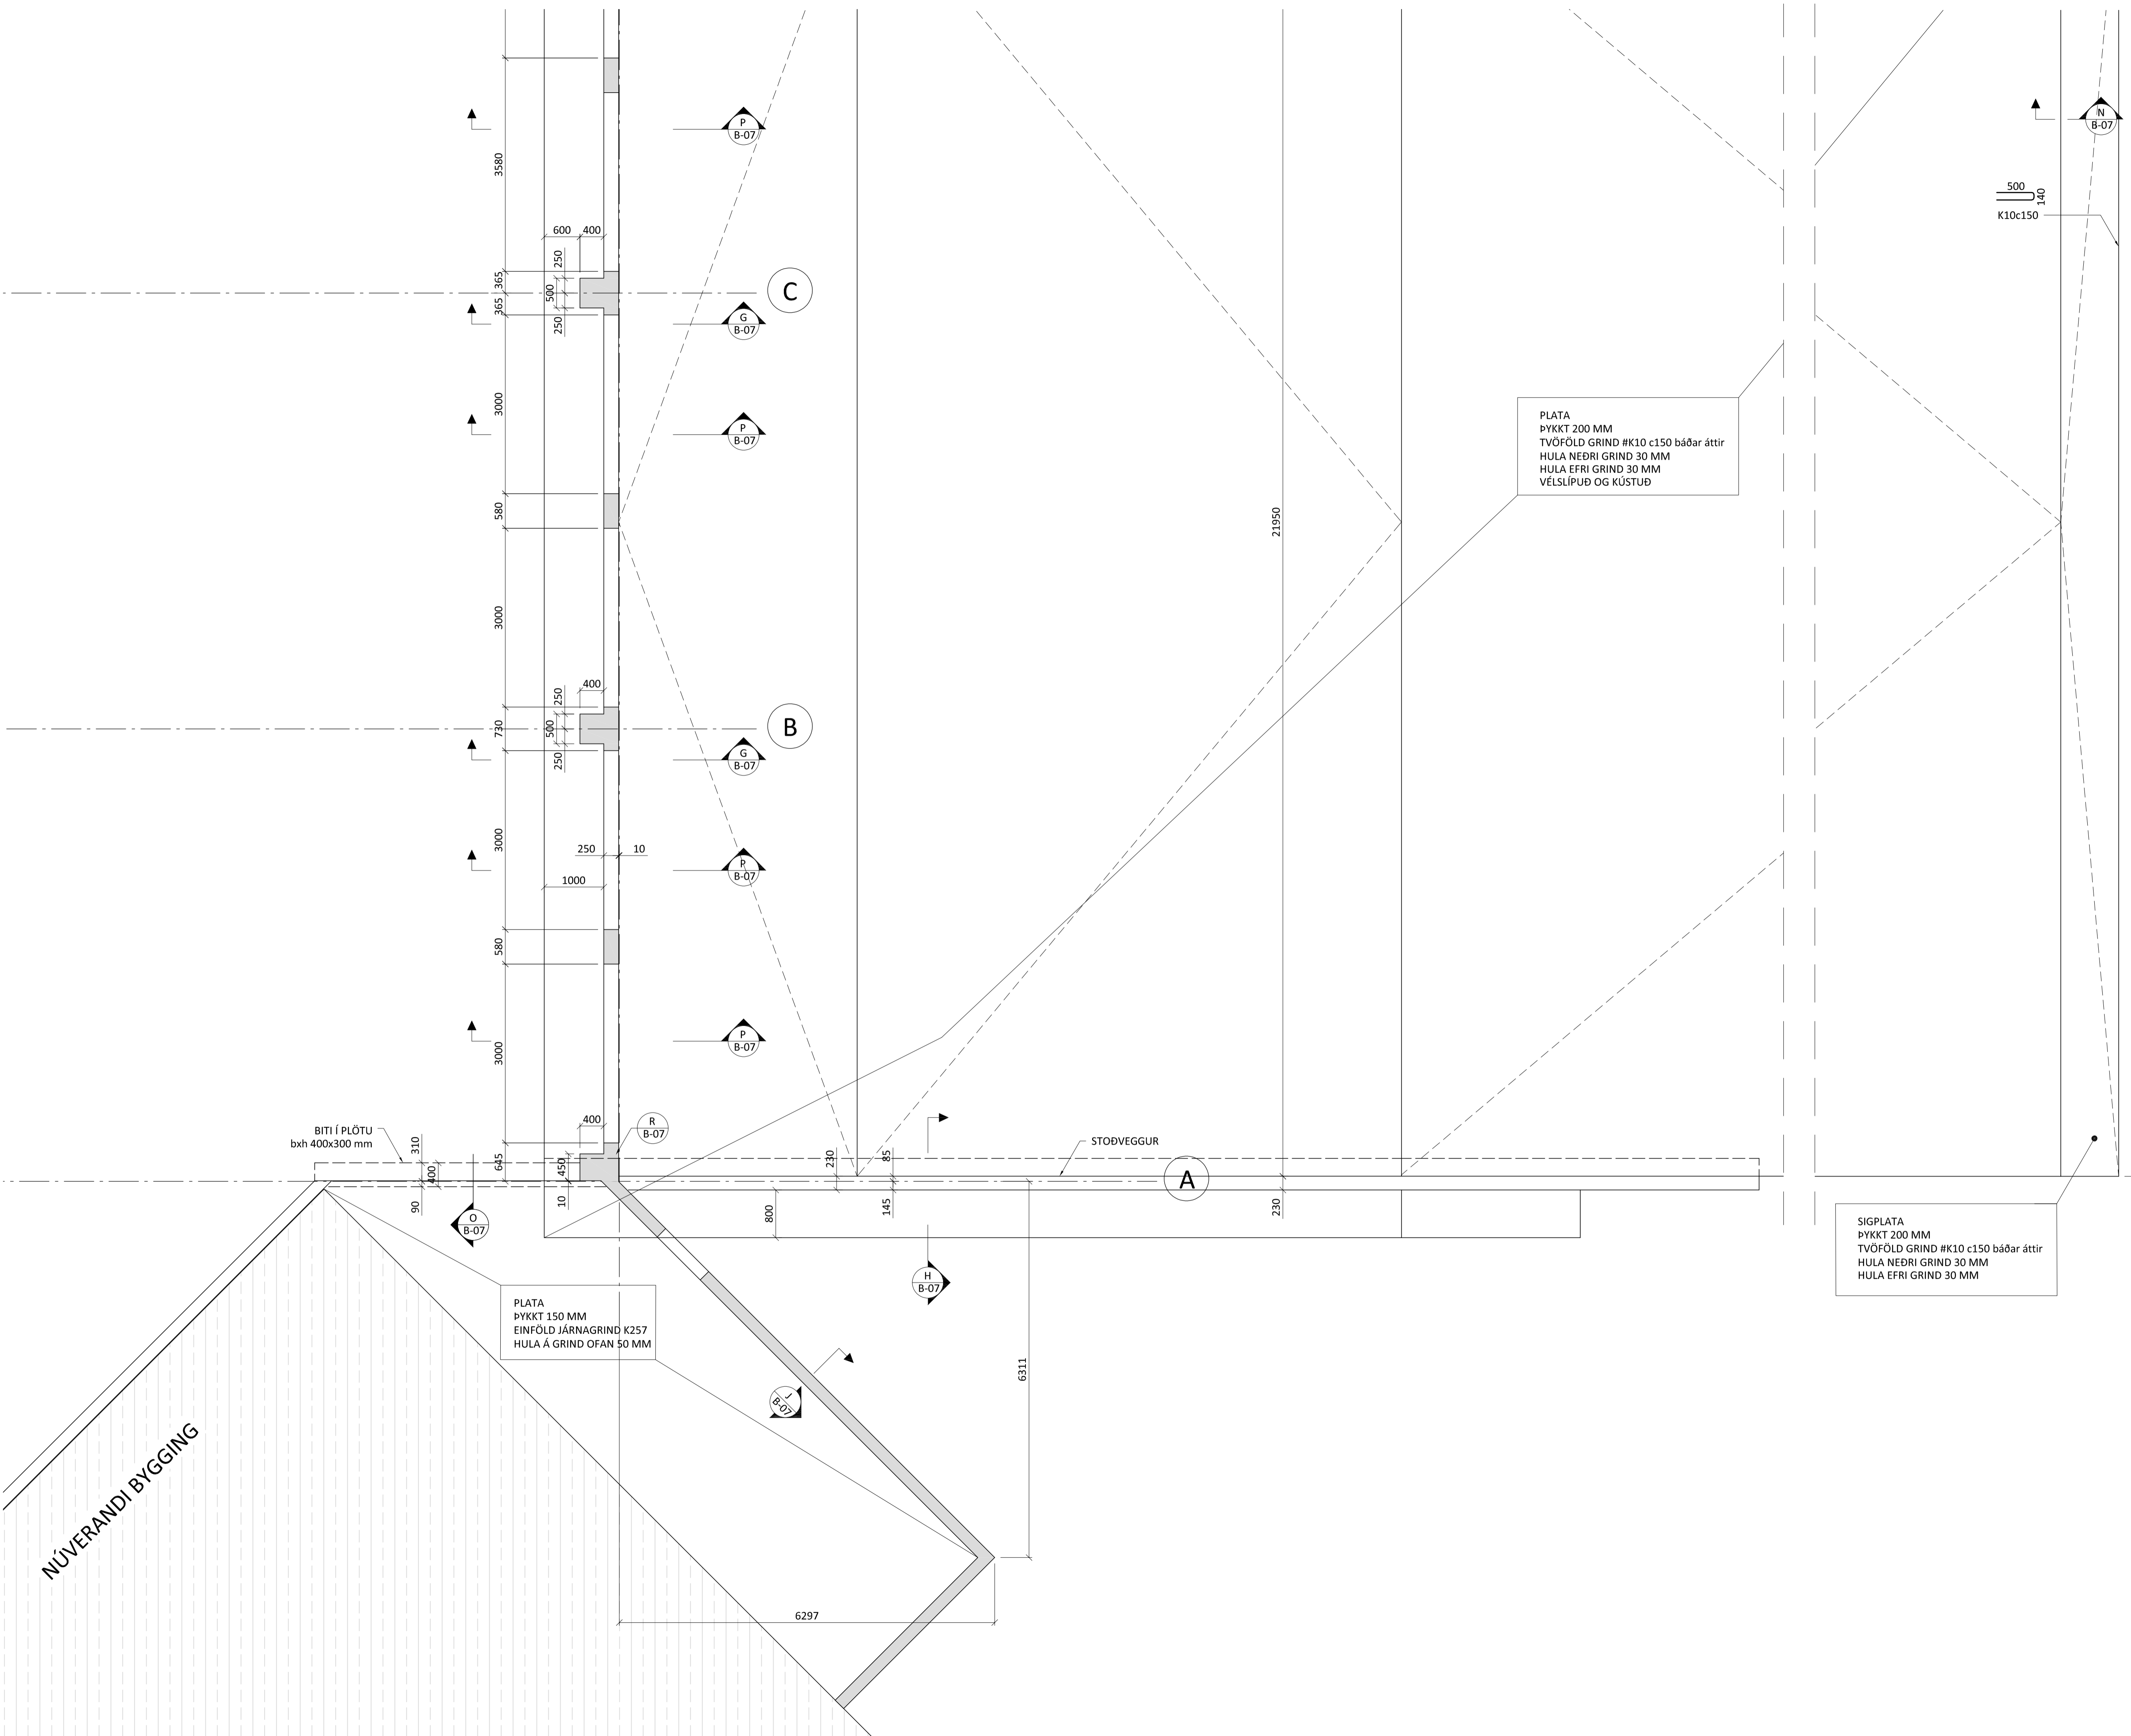 P
B-07
N
B-07
3580
500
140
K10c150
600
400
250
365
500
C
365
250
G
B-07
3000
P
B-07
PLATA
ÞYKKT 200 MM
TVÖFÖLD GRIND #K10 c150 báðar áttir
HULA NEÐRI GRIND 30 MM
HULA EFRI GRIND 30 MM
VÉLSLÍPUÐ OG KÚSTUÐ
580
21950
3000
400
250
730
500
B
250
G
B-07
3000
250
10
P
B-07
1000
580
3000
P
B-07
400
R
B-07
BITI Í PLÖTU
bxh 400x300 mm
310
400
645
450
230
85
STOÐVEGGUR
A
90
10
800
145
230
O
B-07
H
B-07
SIGPLATA
ÞYKKT 200 MM
TVÖFÖLD GRIND #K10 c150 báðar áttir
HULA NEÐRI GRIND 30 MM
HULA EFRI GRIND 30 MM
PLATA
ÞYKKT 150 MM
EINFÖLD JÁRNAGRIND K257
HULA Á GRIND OFAN 50 MM
6311
J
B-07
NÚVERANDI BYGGING
6297